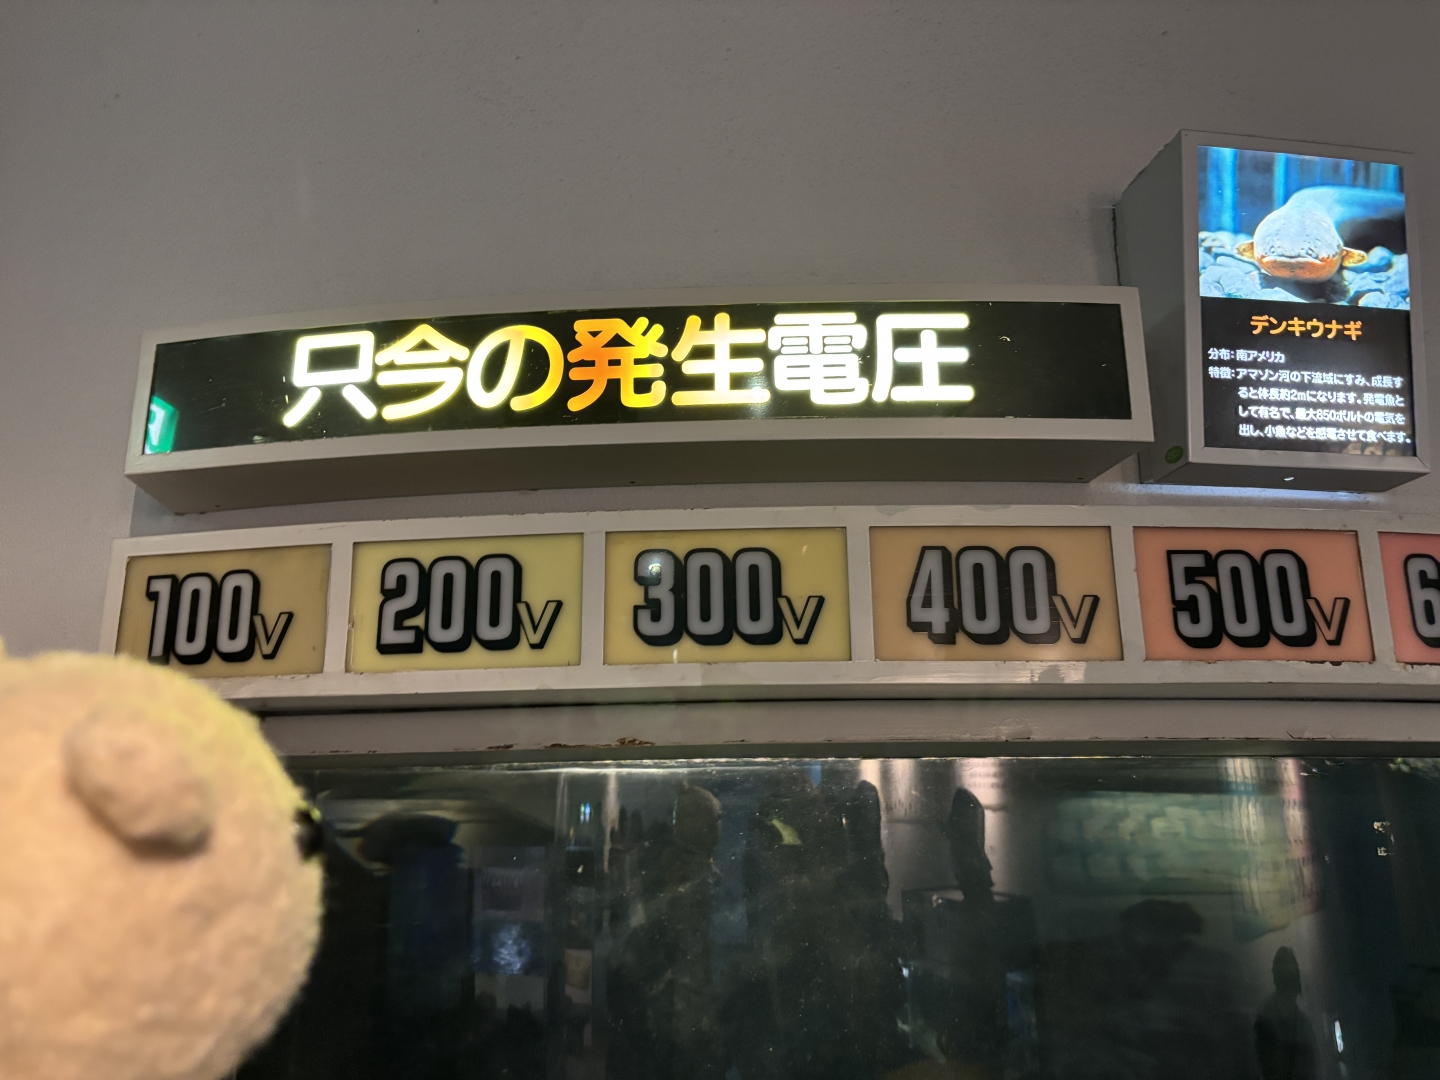 只今の発生電圧
デンキウナギ
分布：南アメリカ
特徴：アマゾン河の下流域にすみ、成長す
ると体長約2mになります。発電魚と
して有名で、最大850ボルトの電気を
出し、小魚などを感電させて食べます。
100V
200V
300V
400V
500V
6